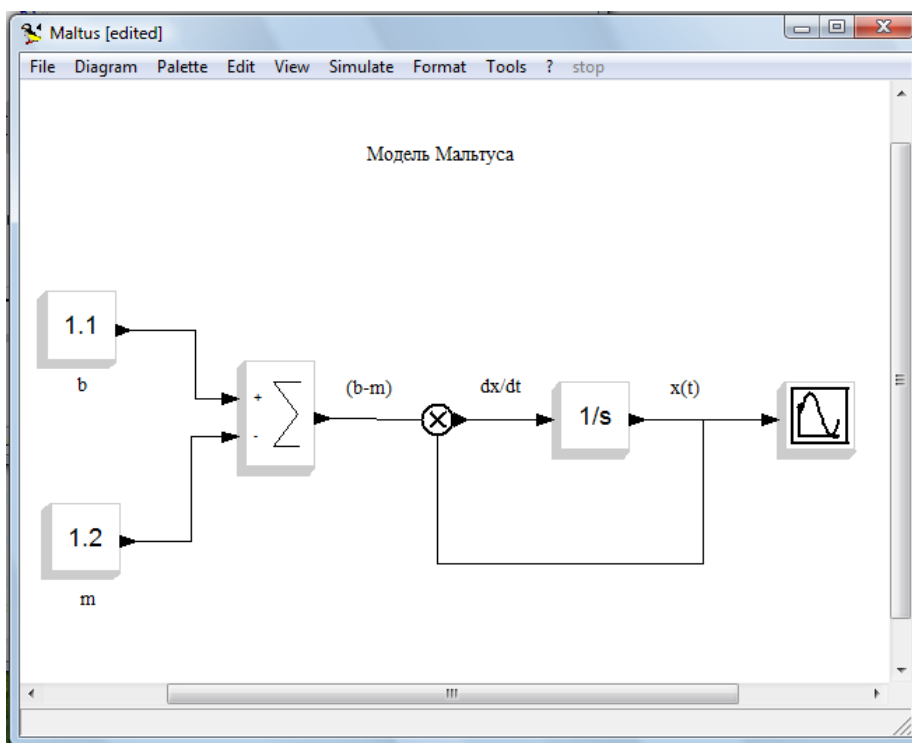 Maltus [edited]
File Diagram Palette Edit View Simulate Format Tools ? stop
Модель Мальтуса
1.1
b
+
-
(b-m)
dx/dt
1/s
x(t)
1.2
m